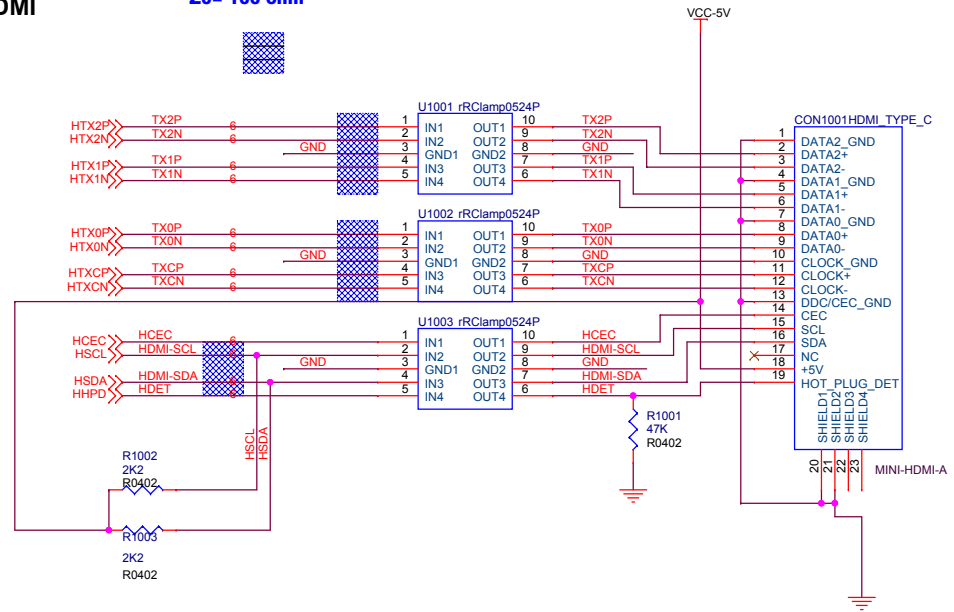 DMI
VCC-5V
U1001 rRClamp0524P
CON1001HDMI_TYPE_C
HTX2P TX2P 6 1 IN1 OUT1 10 TX2P
HTX2N TX2N 6 2 IN2 OUT2 9 TX2N
GND 3 GND1 GND2 8 GND
HTX1P TX1P 6 4 IN3 OUT3 7 TX1P
HTX1N TX1N 6 5 IN4 OUT4 6 TX1N
U1002 rRClamp0524P
HTX0P TX0P 6 1 IN1 OUT1 10 TX0P
HTX0N TX0N 6 2 IN2 OUT2 9 TX0N
GND 3 GND1 GND2 8 GND
HTXCP TXCP 6 4 IN3 OUT3 7 TXCP
HTXCN TXCN 6 5 IN4 OUT4 6 TXCN
U1003 rRClamp0524P
HCEC HCEC 6 1 IN1 OUT1 10 HCEC
HSCL HDMI-SCL 6 2 IN2 OUT2 9 HDMI-SCL
GND 3 GND1 GND2 8 GND
HSDA HDMI-SDA 6 4 IN3 OUT3 7 HDMI-SDA
HHPD HDET 6 5 IN4 OUT4 6 HDET
1 DATA2_GND
2 DATA2+
3 DATA2-
4 DATA1_GND
5 DATA1+
6 DATA1-
7 DATA0_GND
8 DATA0+
9 DATA0-
10 CLOCK_GND
11 CLOCK+
12 CLOCK-
13 DDC/CEC_GND
14 CEC
15 SCL
16 SDA
17 NC
18 +5V
19 HOT_PLUG_DET
SHIELD1
SHIELD2
SHIELD3
SHIELD4
20
21
22
23
MINI-HDMI-A
R1001
47K
R0402
HSCL
HSDA
R1002
2K2
R0402
R1003
2K2
R0402